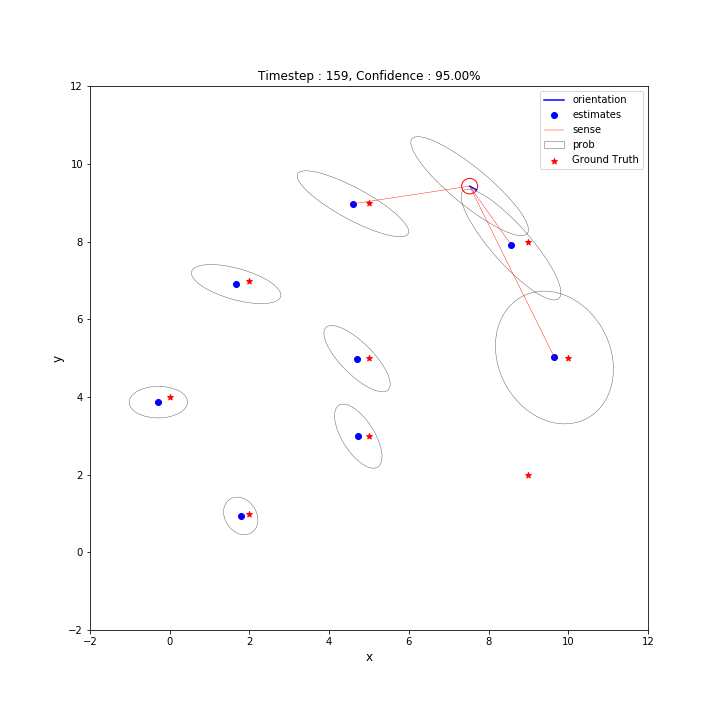 Timestep : 159, Confidence : 95.00%
orientation
estimates
sense
prob
Ground Truth
12
10
8
6
4
2
0
−2
y
−2 0 2 4 6 8 10 12
x